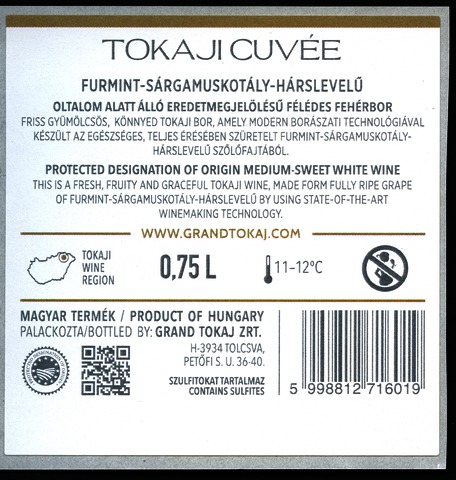 TOKAJI CUVÉE
FURMINT-SÁRGAMUSKOTÁLY-HÁRSLEVELŰ
OLTALOM ALATT ÁLLÓ EREDETMEGJELÖLÉSŰ FÉLÉDES FEHÉRBOR
FRISS GYÜMÖLCSÖS, KÖNNYED TOKAJI BOR, AMELY MODERN BORÁSZATI TECHNOLÓGIÁVAL
KÉSZÜLT AZ EGÉSZSÉGES, TELJES ÉRÉSÉBEN SZÜRETELT FURMINT-SÁRGAMUSKOTÁLY-
HÁRSLEVELŰ SZŐLŐFAJTÁBÓL.
PROTECTED DESIGNATION OF ORIGIN MEDIUM-SWEET WHITE WINE
THIS IS A FRESH, FRUITY AND GRACEFUL TOKAJI WINE, MADE FORM FULLY RIPE GRAPE
OF FURMINT-SÁRGAMUSKOTÁLY-HÁRSLEVELŰ BY USING STATE-OF-THE-ART
WINEMAKING TECHNOLOGY.
WWW.GRANDTOKAJ.COM
TOKAJI
WINE
REGION
0,75 L
11-12°C
MAGYAR TERMÉK / PRODUCT OF HUNGARY
PALACKOZTA/BOTTLED BY: GRAND TOKAJ ZRT.
H-3934 TOLCSVA,
PETŐFI S. U. 36-40.
SZULFITOKAT TARTALMAZ
CONTAINS SULFITES
5 998812 716019